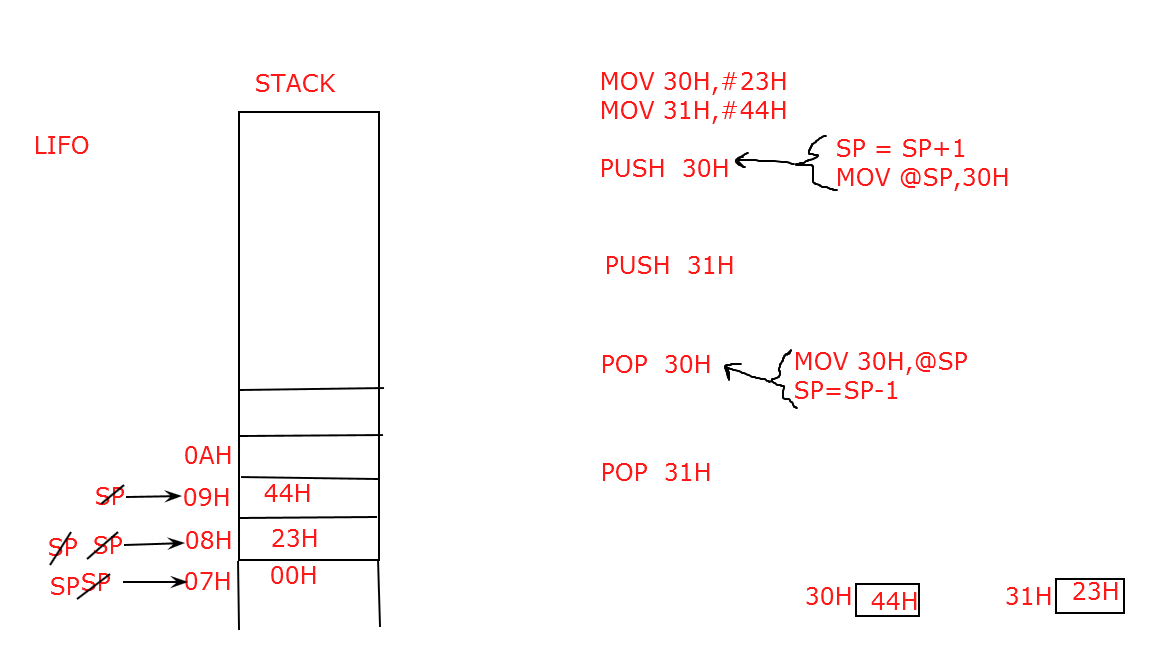 STACK
LIFO
MOV 30H,#23H
MOV 31H,#44H
PUSH 30H
SP = SP+1
MOV @SP,30H
PUSH 31H
POP 30H
MOV 30H,@SP
SP=SP-1
POP 31H
0AH
SP 09H 44H
SP SP 08H 23H
SP SP 07H 00H
30H 44H
31H 23H